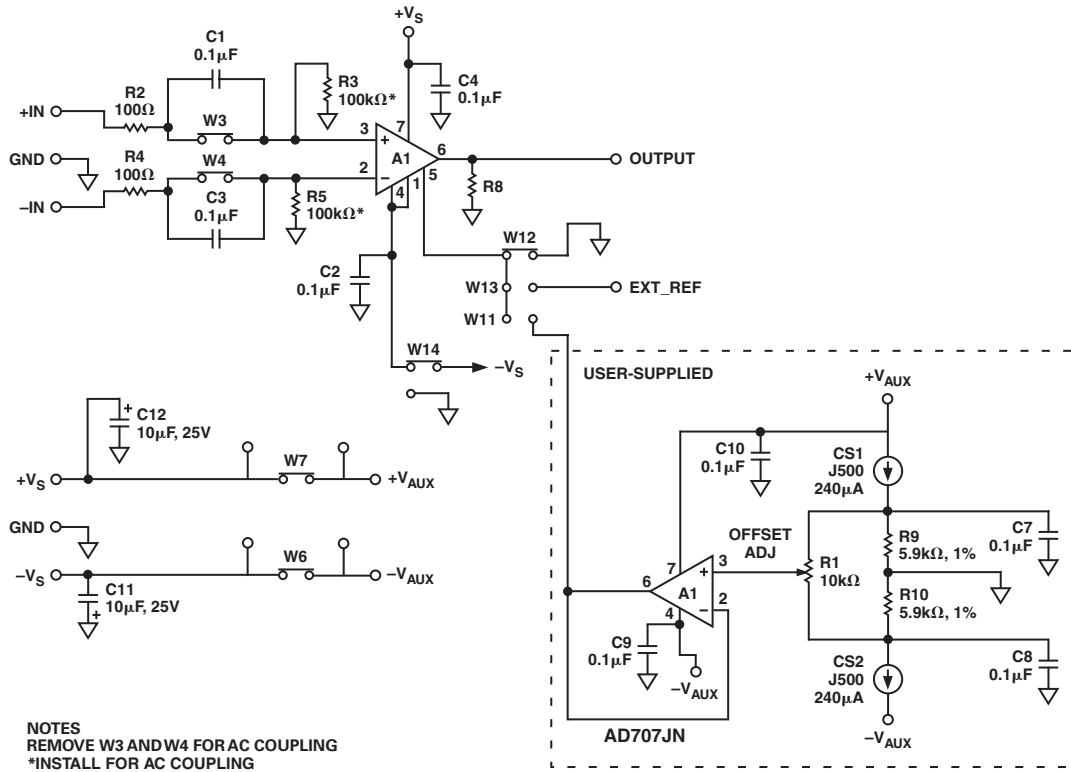 +VS
C1
0.1µF
C4
0.1µF
R3
100kΩ*
R2
100Ω
+IN
W3
3
+
7
6
A1
OUTPUT
GND
R4
100Ω
W4
2
–
4
1
5
R8
–IN
C3
0.1µF
R5
100kΩ*
W12
C2
0.1µF
W13
EXT_REF
W11
W14
–VS
USER-SUPPLIED
+VAUX
+
C12
10µF, 25V
C10
0.1µF
CS1
J500
240µA
+VS
W7
+VAUX
GND
OFFSET
ADJ
R1
10kΩ
R9
5.9kΩ, 1%
C7
0.1µF
–VS
W6
–VAUX
C11
10µF, 25V
+
7
3
+
6
A1
2
–
4
R10
5.9kΩ, 1%
C9
0.1µF
–VAUX
CS2
J500
240µA
C8
0.1µF
AD707JN
–VAUX
NOTES
REMOVE W3 AND W4 FOR AC COUPLING
*INSTALL FOR AC COUPLING